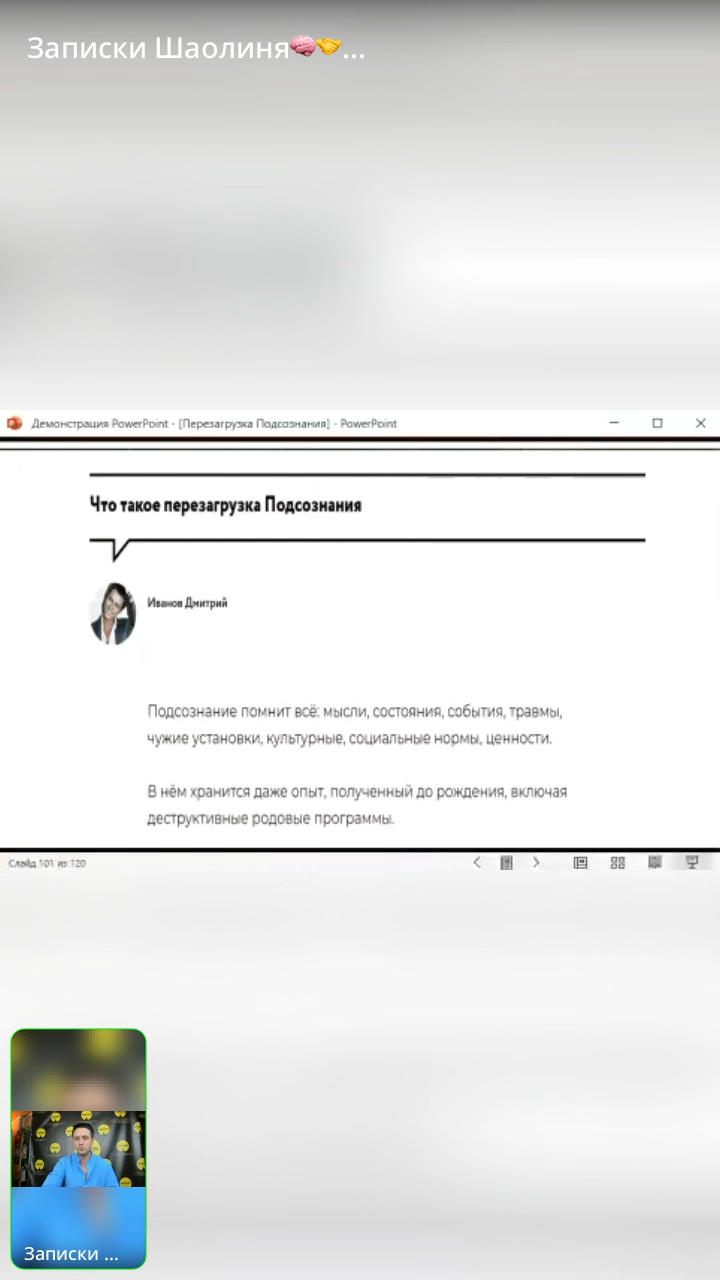 Записки Шаолиня🧠🤝...
Демонстрация PowerPoint - [Перезагрузка Подсознания] - PowerPoint
Что такое перезагрузка Подсознания
Иванов Дмитрий
Подсознание помнит всё: мысли, состояния, события, травмы,
чужие установки, культурные, социальные нормы, ценности.
В нём хранится даже опыт, полученный до рождения, включая
деструктивные родовые программы.
Слайд 101 из 120
Записки ...